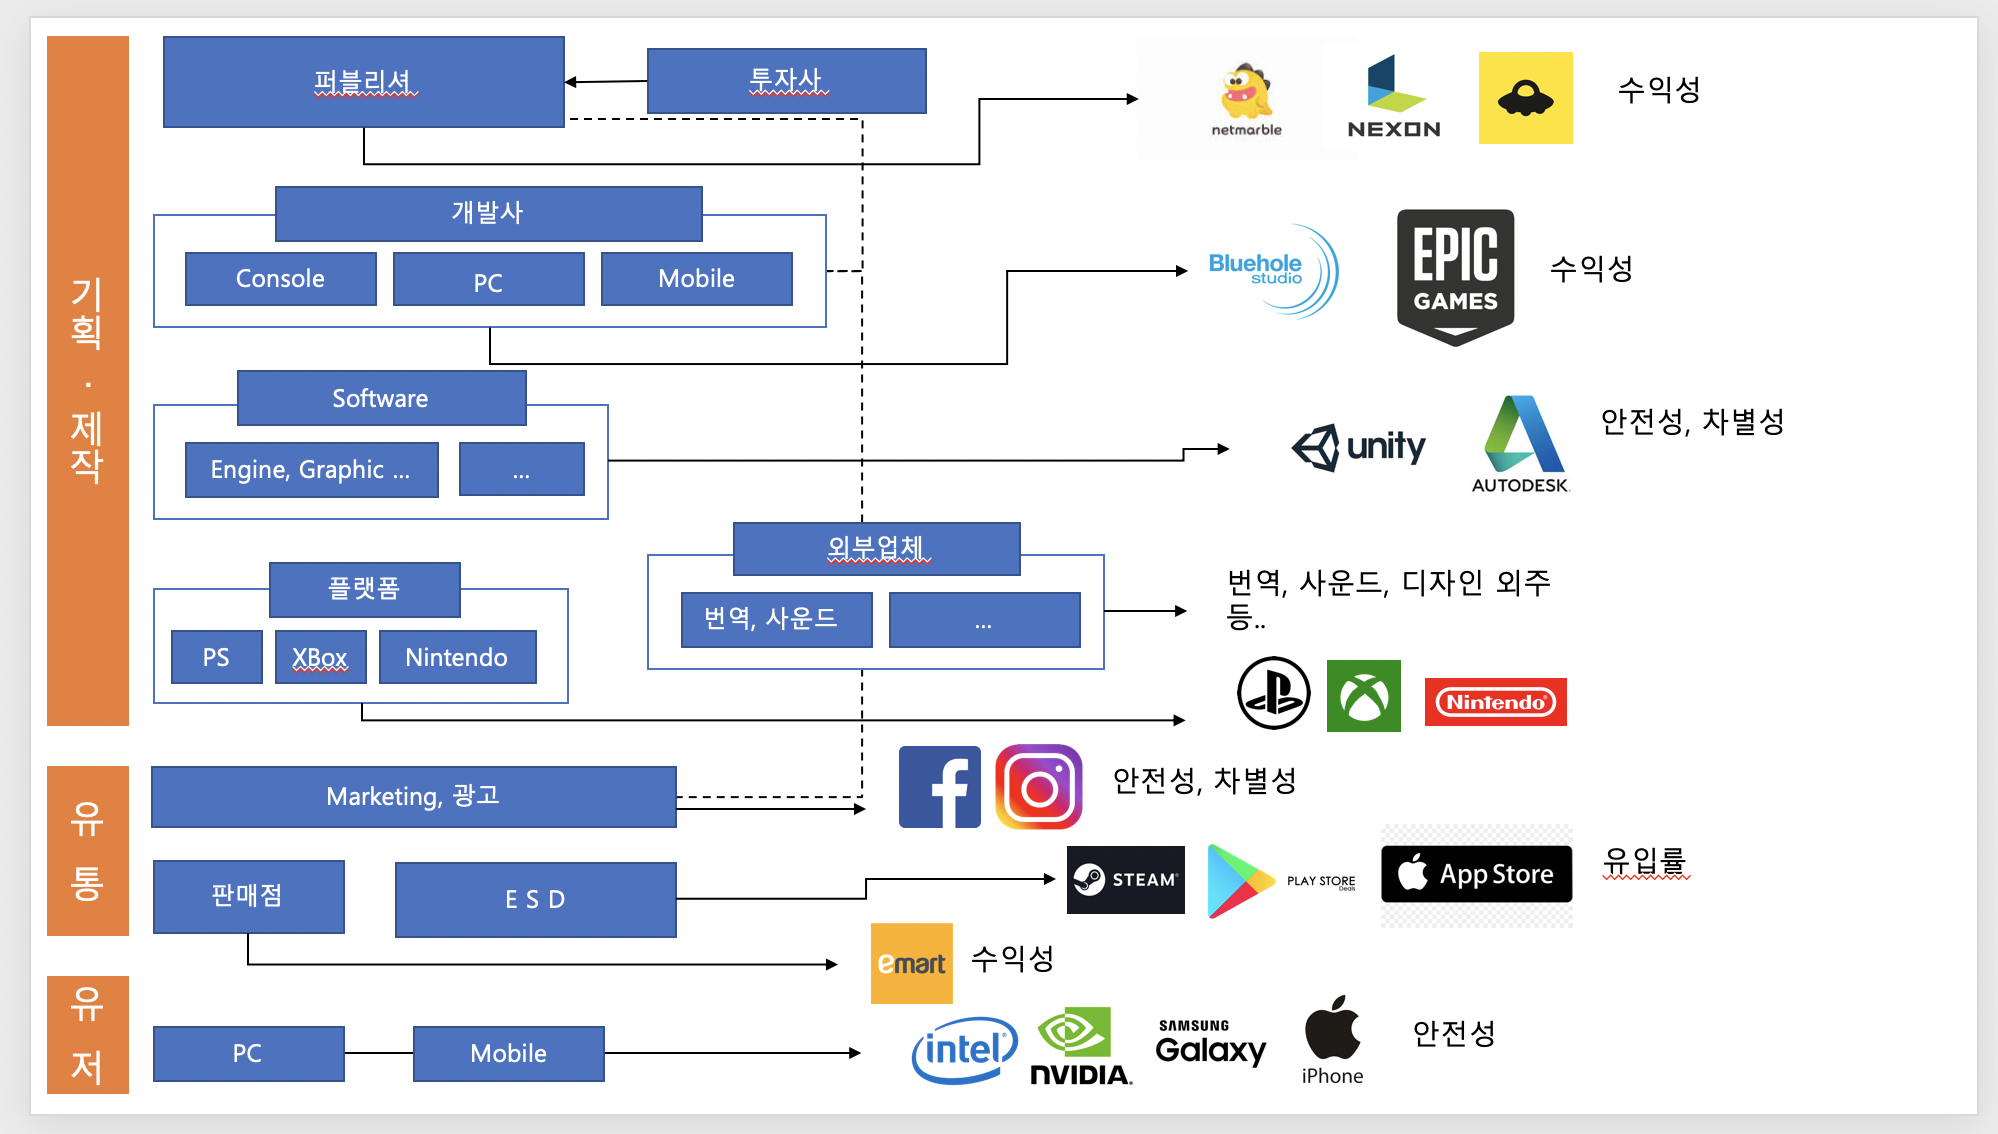 기획 · 제작
퍼블리셔
투자사
netmarble
NEXON
수익성
개발사
Console
PC
Mobile
Bluehole
studio
EPIC
GAMES
수익성
Software
Engine, Graphic ...
...
unity
AUTODESK.
안전성, 차별성
외부업체
번역, 사운드
...
번역, 사운드, 디자인 외주
등..
플랫폼
PS
XBox
Nintendo
Nintendo
유통
Marketing, 광고
안전성, 차별성
판매점
E S D
STEAM
PLAY STORE
Deals
App Store
유입률
emart
수익성
유저
PC
Mobile
intel
NVIDIA.
SAMSUNG
Galaxy
iPhone
안전성